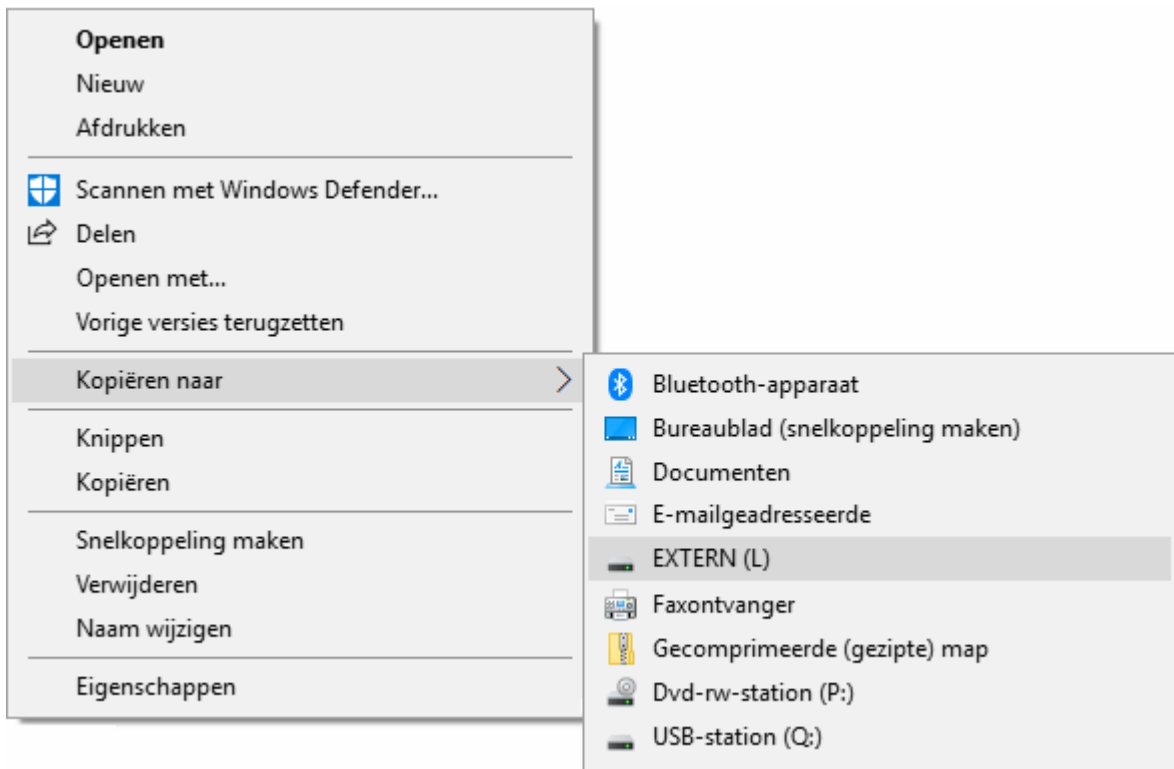 Openen
Nieuw
Afdrukken
Scannen met Windows Defender...
Delen
Openen met...
Vorige versies terugzetten
Kopiëren naar
Knippen
Kopiëren
Snelkoppeling maken
Verwijderen
Naam wijzigen
Eigenschappen
Bluetooth-apparaat
Bureaublad (snelkoppeling maken)
Documenten
E-mailgeadresseerde
EXTERN (L)
Faxontvanger
Gecomprimeerde (gezipte) map
Dvd-rw-station (P:)
USB-station (Q:)